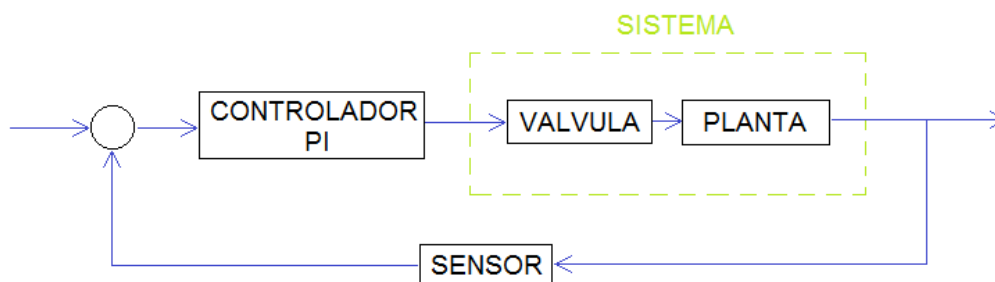 SISTEMA
CONTROLADOR
PI
VALVULA
PLANTA
SENSOR